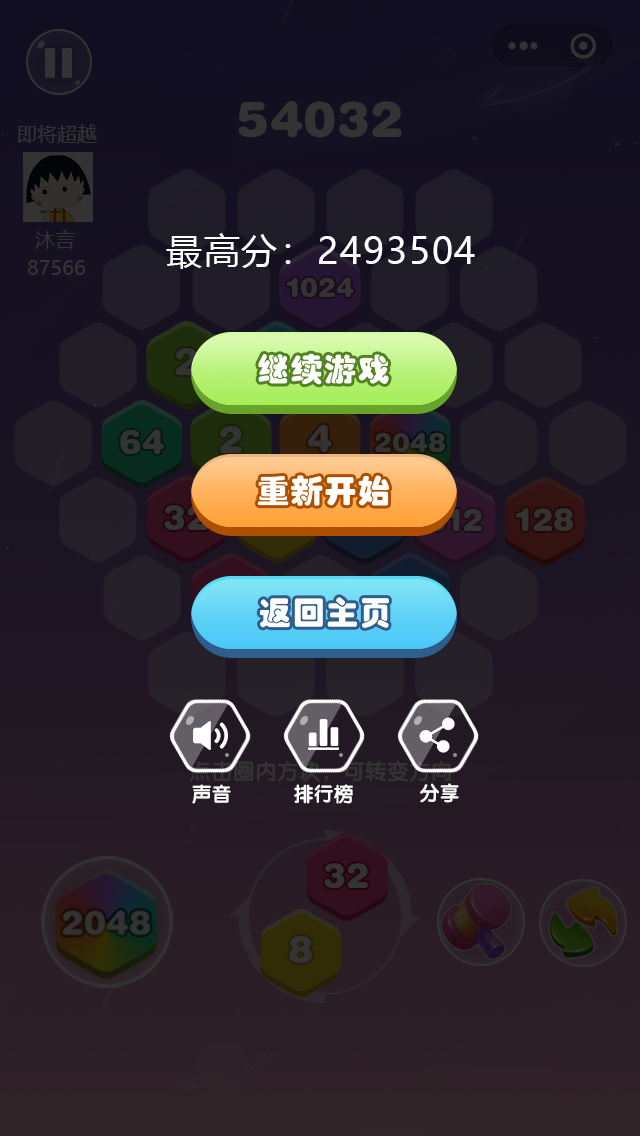 54032
即将超越
沐言
87566
最高分：2493504
1024
继续游戏
64
2
4
2048
重新开始
128
返回主页
点击圈内方块，可转变方向
声音
排行榜
分享
32
2048
8